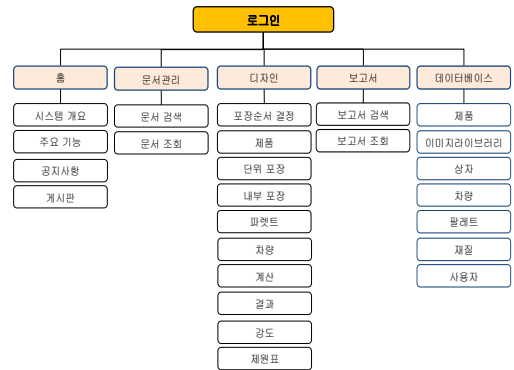 로그인
홈
시스템 개요
주요 기능
공지사항
게시판
문서관리
문서 검색
문서 조회
디자인
포장순서 결정
제품
단위 포장
내부 포장
파렛트
차량
계산
결과
강도
제원표
보고서
보고서 검색
보고서 조회
데이터베이스
제품
이미지라이브러리
상자
차량
팔레트
재질
사용자